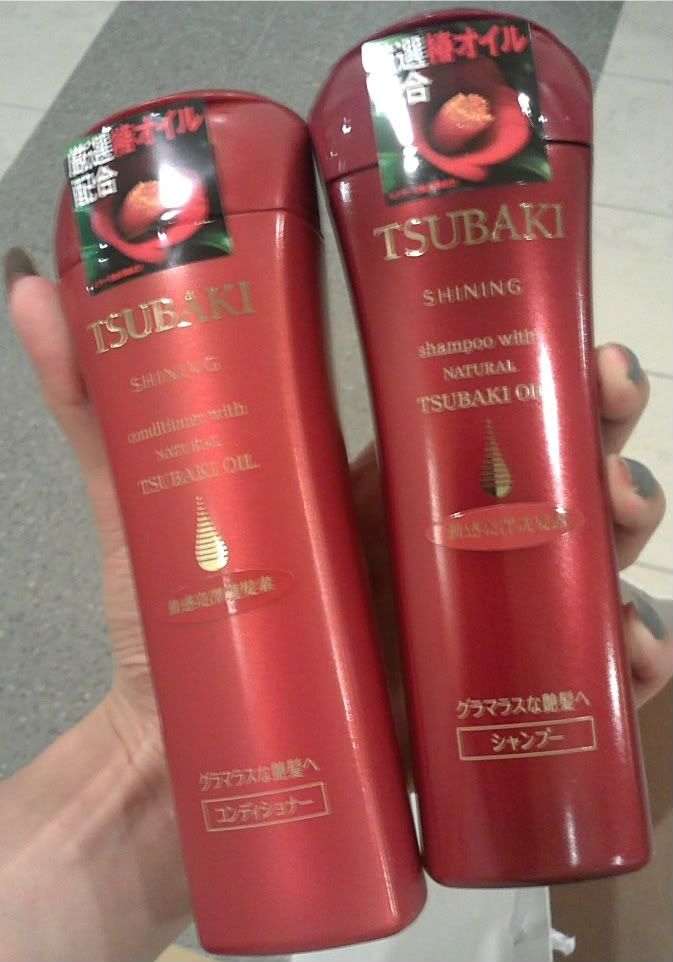 厳選椿オイル
配合
TSUBAKI
SHINING
conditioner with
NATURAL
TSUBAKI OIL
グラマラスな艶髪へ
コンディショナー
選椿オイル
合
TSUBAKI
SHINING
shampoo with
NATURAL
TSUBAKI OIL
グラマラスな艶髪へ
シャンプー